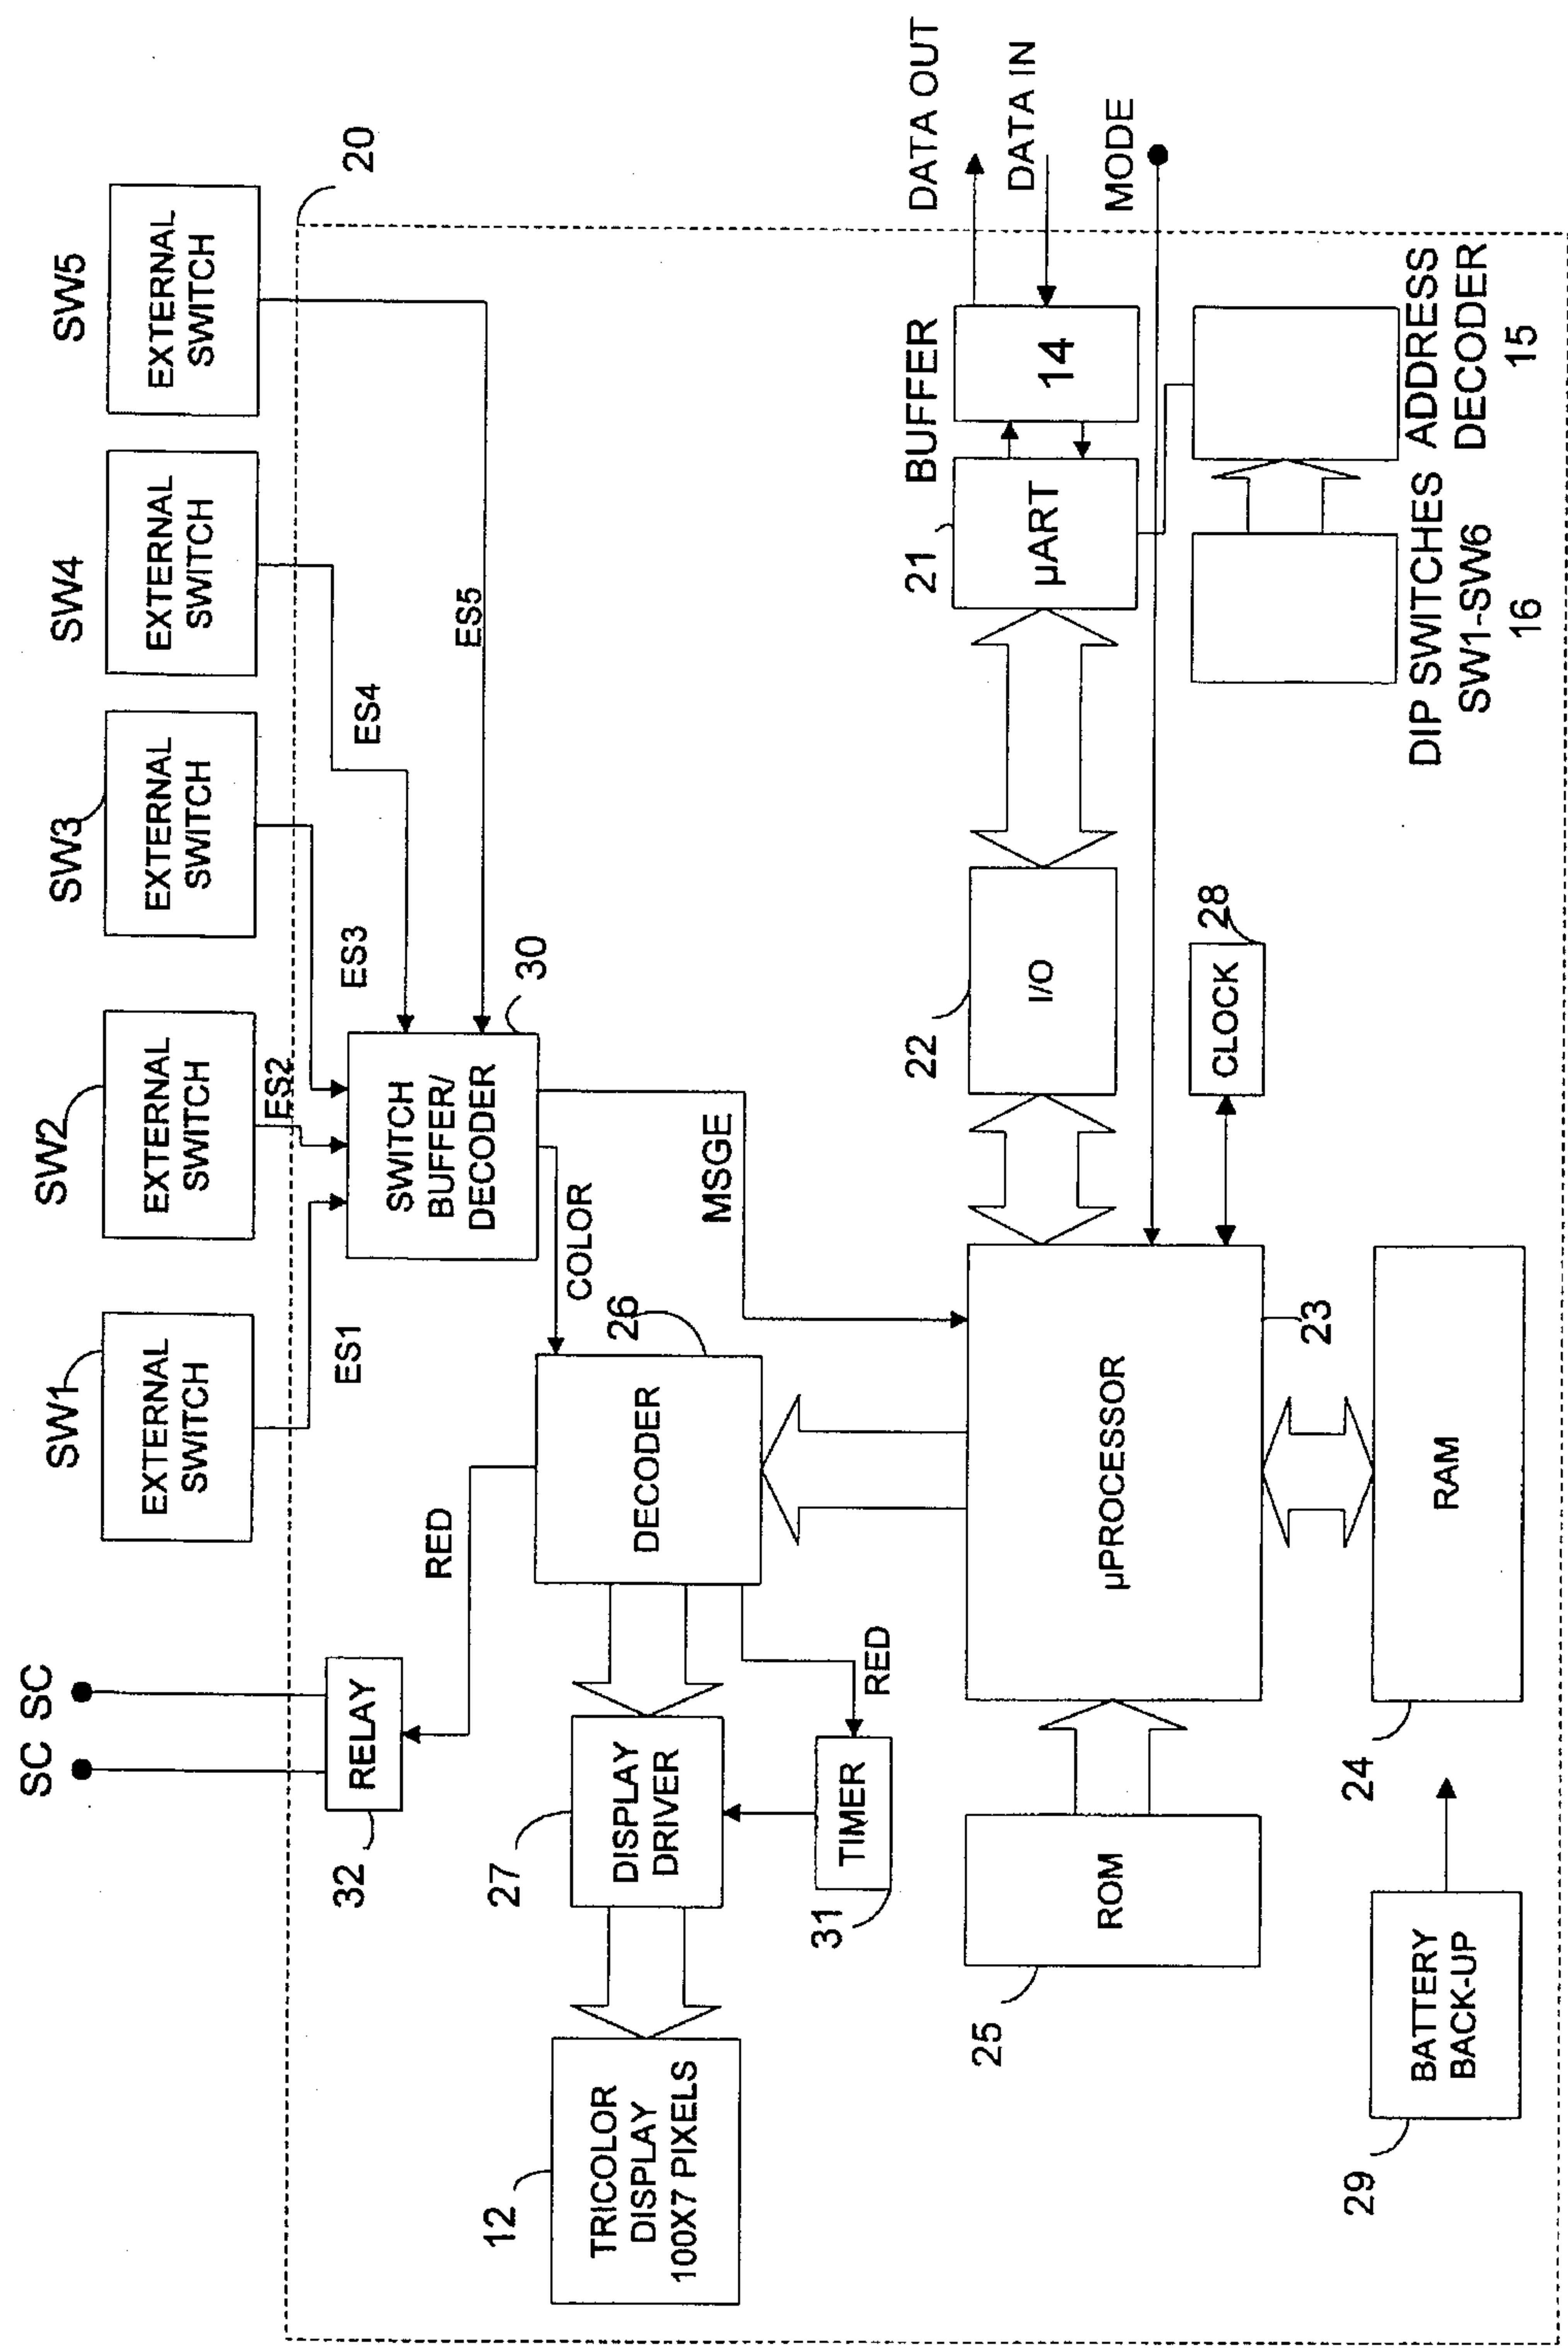 SC SC
SW1
SW2
SW3
SW4
SW5
EXTERNAL
SWITCH
EXTERNAL
SWITCH
EXTERNAL
SWITCH
EXTERNAL
SWITCH
EXTERNAL
SWITCH
20
32
RELAY
RED
ES1
ES2
ES3
ES4
ES5
SWITCH
BUFFER/
DECODER
30
COLOR
MSGE
12
TRICOLOR
DISPLAY
100X7 PIXELS
27
DISPLAY
DRIVER
DECODER
26
RED
31
TIMER
25
ROM
µPROCESSOR
23
22
I/O
21
µART
BUFFER
14
DATA OUT
DATA IN
MODE
CLOCK
28
29
BATTERY
BACK-UP
24
RAM
DIP SWITCHES
SW1-SW6
16
ADDRESS
DECODER
15